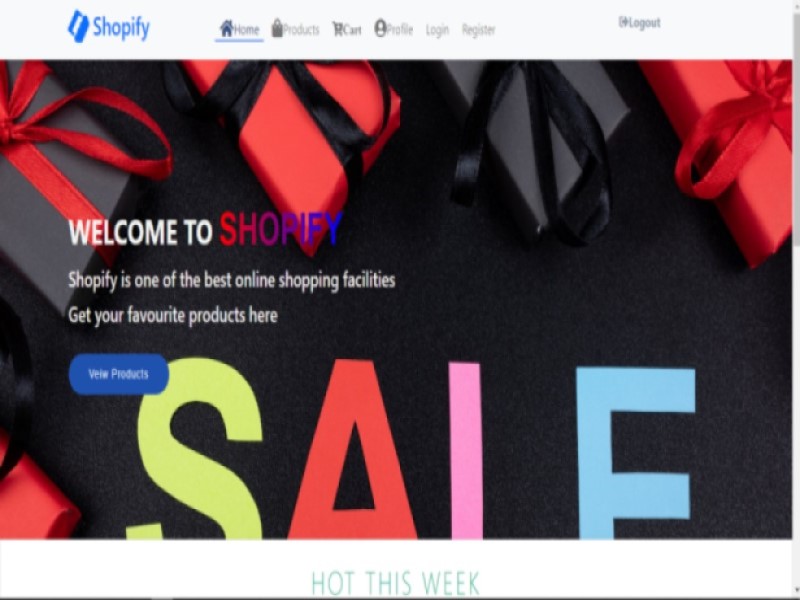 Shopify
Home Products Cart Profile Login Register Logout
WELCOME TO SHOPIFY
Shopify is one of the best online shopping facilities
Get your favourite products here
Veiw Products
SALE
HOT THIS WEEK